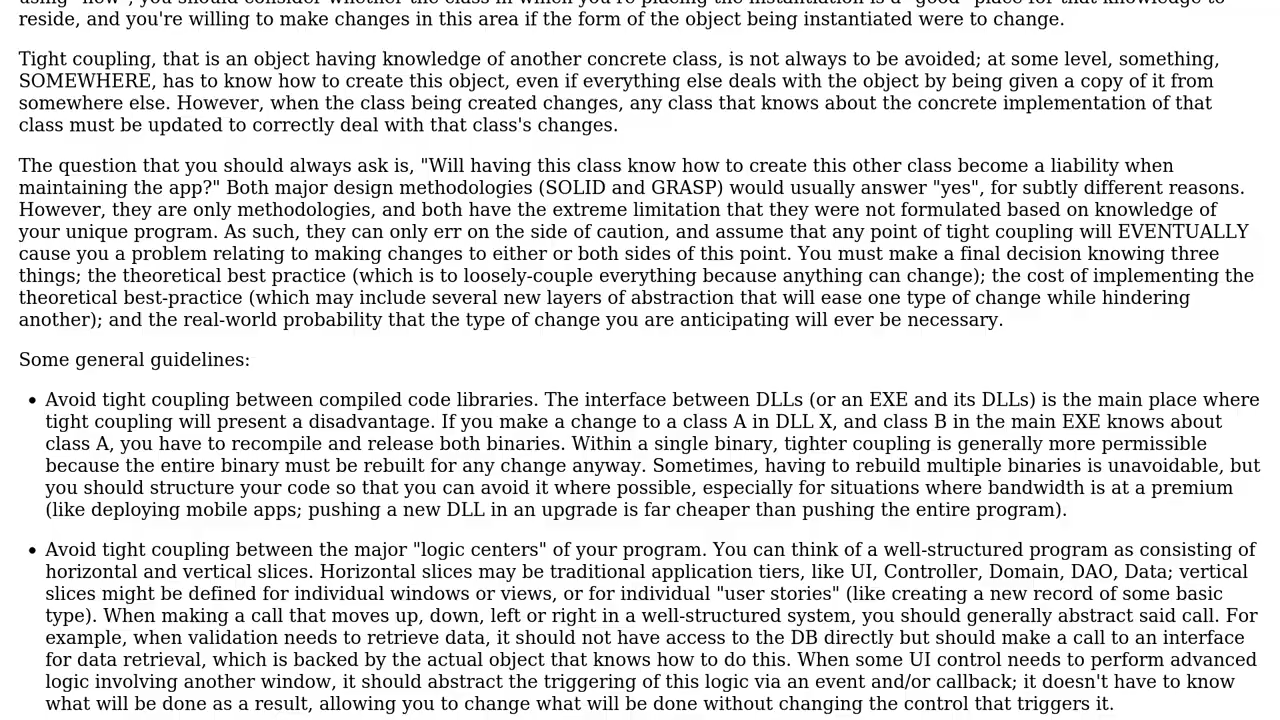 reside, and you're willing to make changes in this area if the form of the object being instantiated were to change.
Tight coupling, that is an object having knowledge of another concrete class, is not always to be avoided; at some level, something,
SOMEWHERE, has to know how to create this object, even if everything else deals with the object by being given a copy of it from
somewhere else. However, when the class being created changes, any class that knows about the concrete implementation of that
class must be updated to correctly deal with that class's changes.
The question that you should always ask is, "Will having this class know how to create this other class become a liability when
maintaining the app?" Both major design methodologies (SOLID and GRASP) would usually answer "yes", for subtly different reasons.
However, they are only methodologies, and both have the extreme limitation that they were not formulated based on knowledge of
your unique program. As such, they can only err on the side of caution, and assume that any point of tight coupling will EVENTUALLY
cause you a problem relating to making changes to either or both sides of this point. You must make a final decision knowing three
things; the theoretical best practice (which is to loosely-couple everything because anything can change); the cost of implementing the
theoretical best-practice (which may include several new layers of abstraction that will ease one type of change while hindering
another); and the real-world probability that the type of change you are anticipating will ever be necessary.
Some general guidelines:
• Avoid tight coupling between compiled code libraries. The interface between DLLs (or an EXE and its DLLs) is the main place where
tight coupling will present a disadvantage. If you make a change to a class A in DLL X, and class B in the main EXE knows about
class A, you have to recompile and release both binaries. Within a single binary, tighter coupling is generally more permissible
because the entire binary must be rebuilt for any change anyway. Sometimes, having to rebuild multiple binaries is unavoidable, but
you should structure your code so that you can avoid it where possible, especially for situations where bandwidth is at a premium
(like deploying mobile apps; pushing a new DLL in an upgrade is far cheaper than pushing the entire program).
• Avoid tight coupling between the major "logic centers" of your program. You can think of a well-structured program as consisting of
horizontal and vertical slices. Horizontal slices may be traditional application tiers, like UI, Controller, Domain, DAO, Data; vertical
slices might be defined for individual windows or views, or for individual "user stories" (like creating a new record of some basic
type). When making a call that moves up, down, left or right in a well-structured system, you should generally abstract said call. For
example, when validation needs to retrieve data, it should not have access to the DB directly but should make a call to an interface
for data retrieval, which is backed by the actual object that knows how to do this. When some UI control needs to perform advanced
logic involving another window, it should abstract the triggering of this logic via an event and/or callback; it doesn't have to know
what will be done as a result, allowing you to change what will be done without changing the control that triggers it.